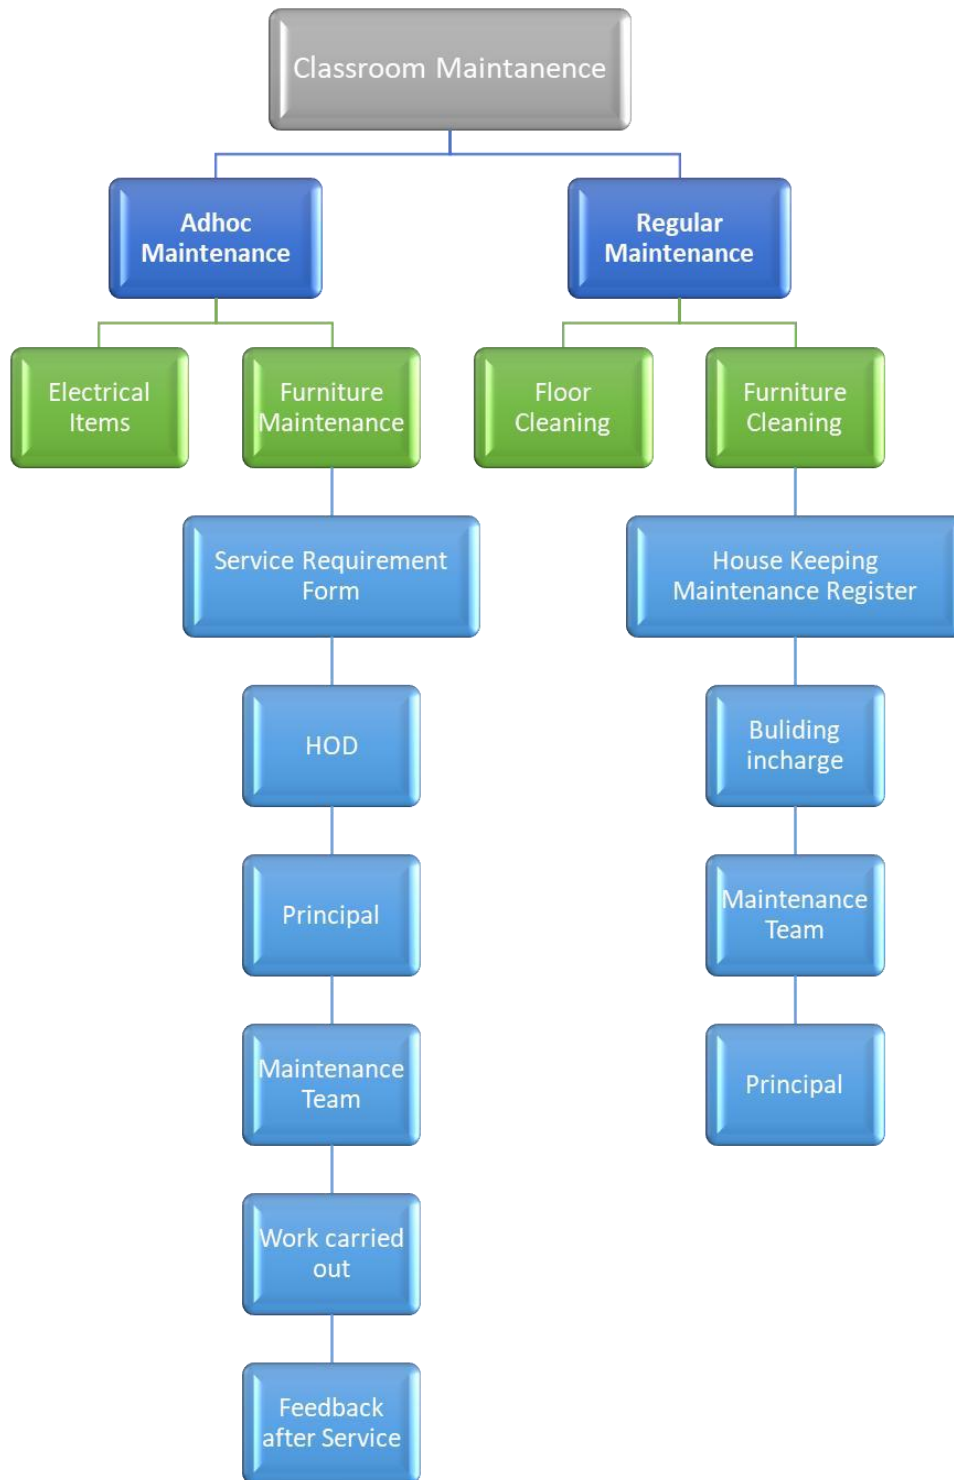 Classroom Maintanence
Adhoc
Maintenance
Regular
Maintenance
Electrical
Items
Furniture
Maintenance
Floor
Cleaning
Furniture
Cleaning
Service Requirement
Form
House Keeping
Maintenance Register
HOD
Buliding
incharge
Principal
Maintenance
Team
Maintenance
Team
Principal
Work carried
out
Feedback
after Service